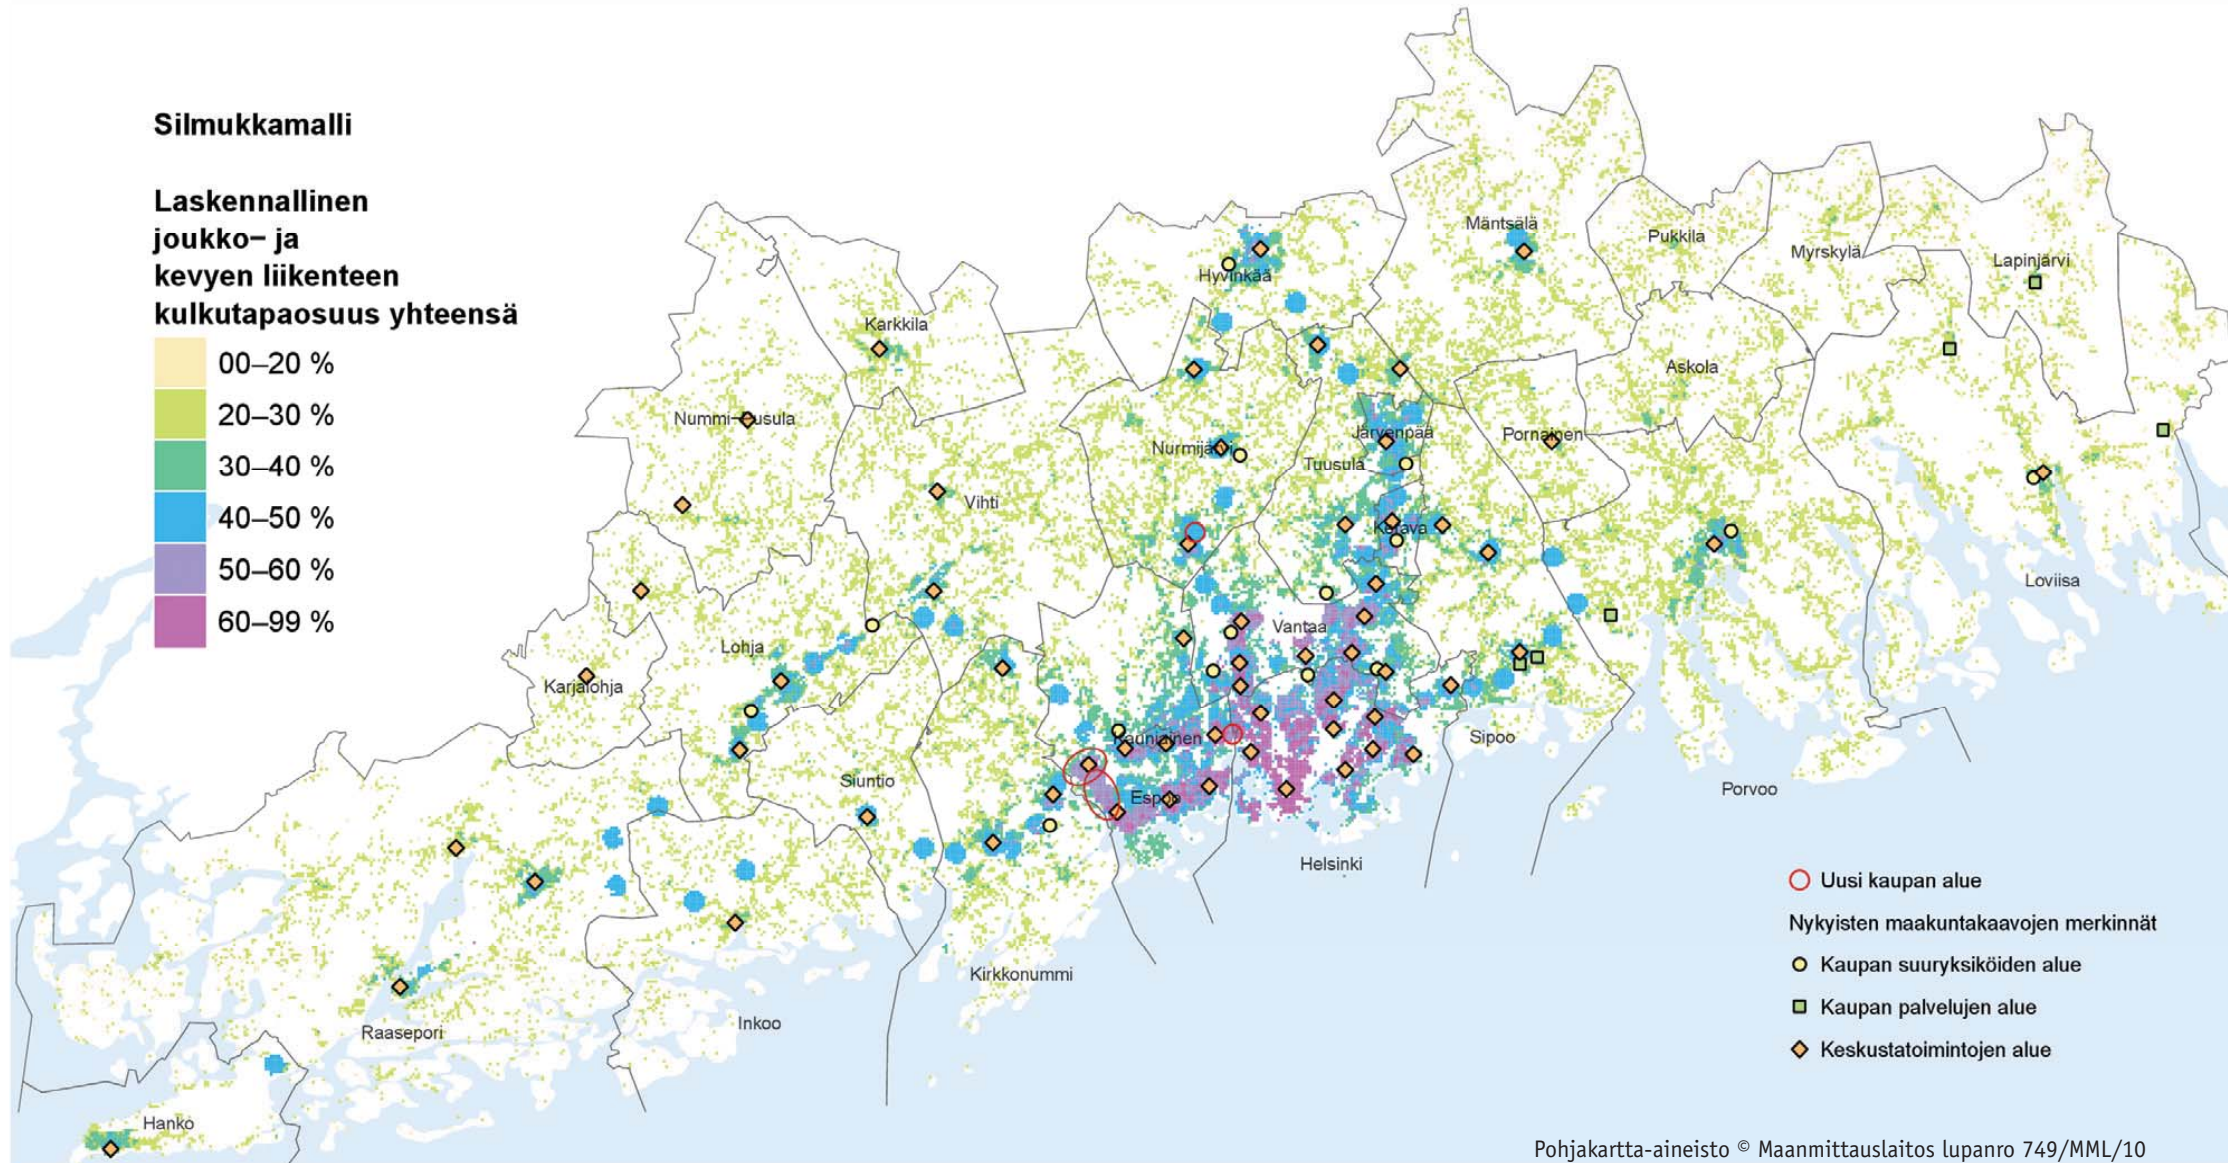 Silmukkamalli
Laskennallinen
joukko– ja
kevyen liikenteen
kulkutapaosuus yhteensä
00–20 %
20–30 %
30–40 %
40–50 %
50–60 %
60–99 %
Mäntsälä
Pukkila
Myrskylä
Lapinjärvi
Hyvinkää
Karkkila
Askola
Nummi-Pusula
Nurmijärvi
Järvenpää
Tuusula
Pornainen
Vihti
Kerava
Loviisa
Vantaa
Lohja
Karjalohja
Kauniainen
Sipoo
Siuntio
Espoo
Porvoo
Helsinki
Kirkkonummi
Inkoo
Raasepori
Hanko
Uusi kaupan alue
Nykyisten maakuntakaavojen merkinnät
Kaupan suuryksiköiden alue
Kaupan palvelujen alue
Keskustatoimintojen alue
Pohjakartta-aineisto © Maanmittauslaitos lupanro 749/MML/10